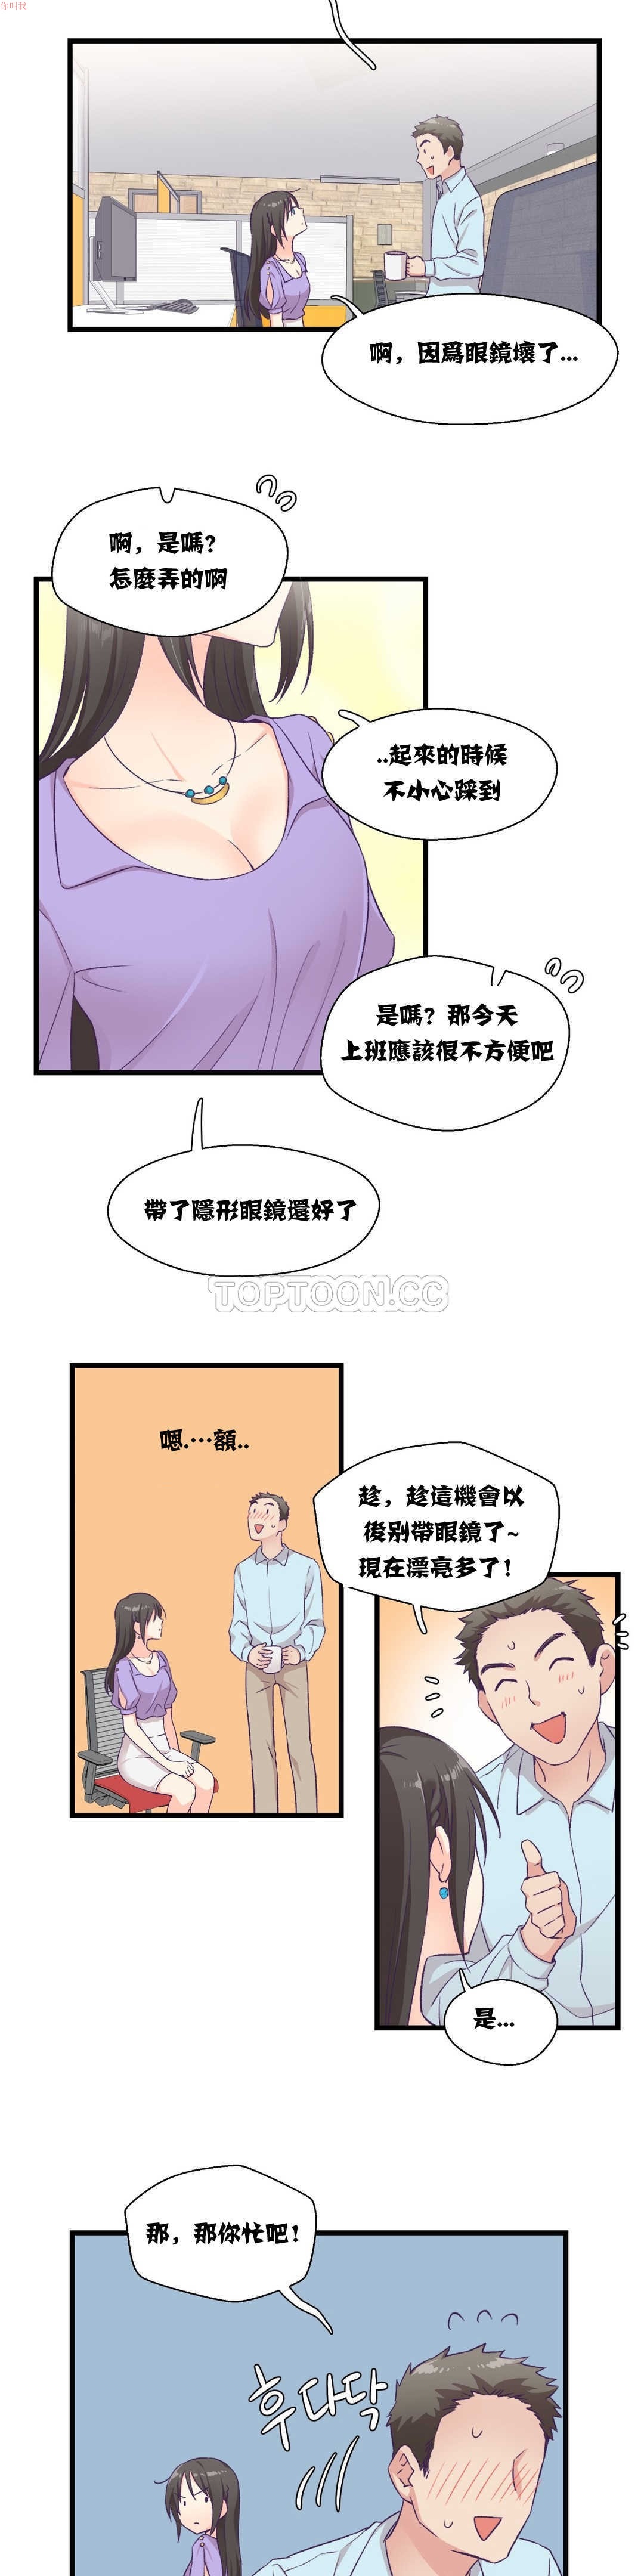 你叫我
啊，因爲眼鏡壞了...
啊，是嗎?
怎麼弄的啊
..起來的時候
不小心踩到
是嗎? 那今天
上班應該很不方便吧
帶了隱形眼鏡還好了
TOPTOON.CC
嗯.…額..
趁，趁這機會以
後别帶眼鏡了~
現在漂亮多了!
是...
那，那你忙吧!
후다닥